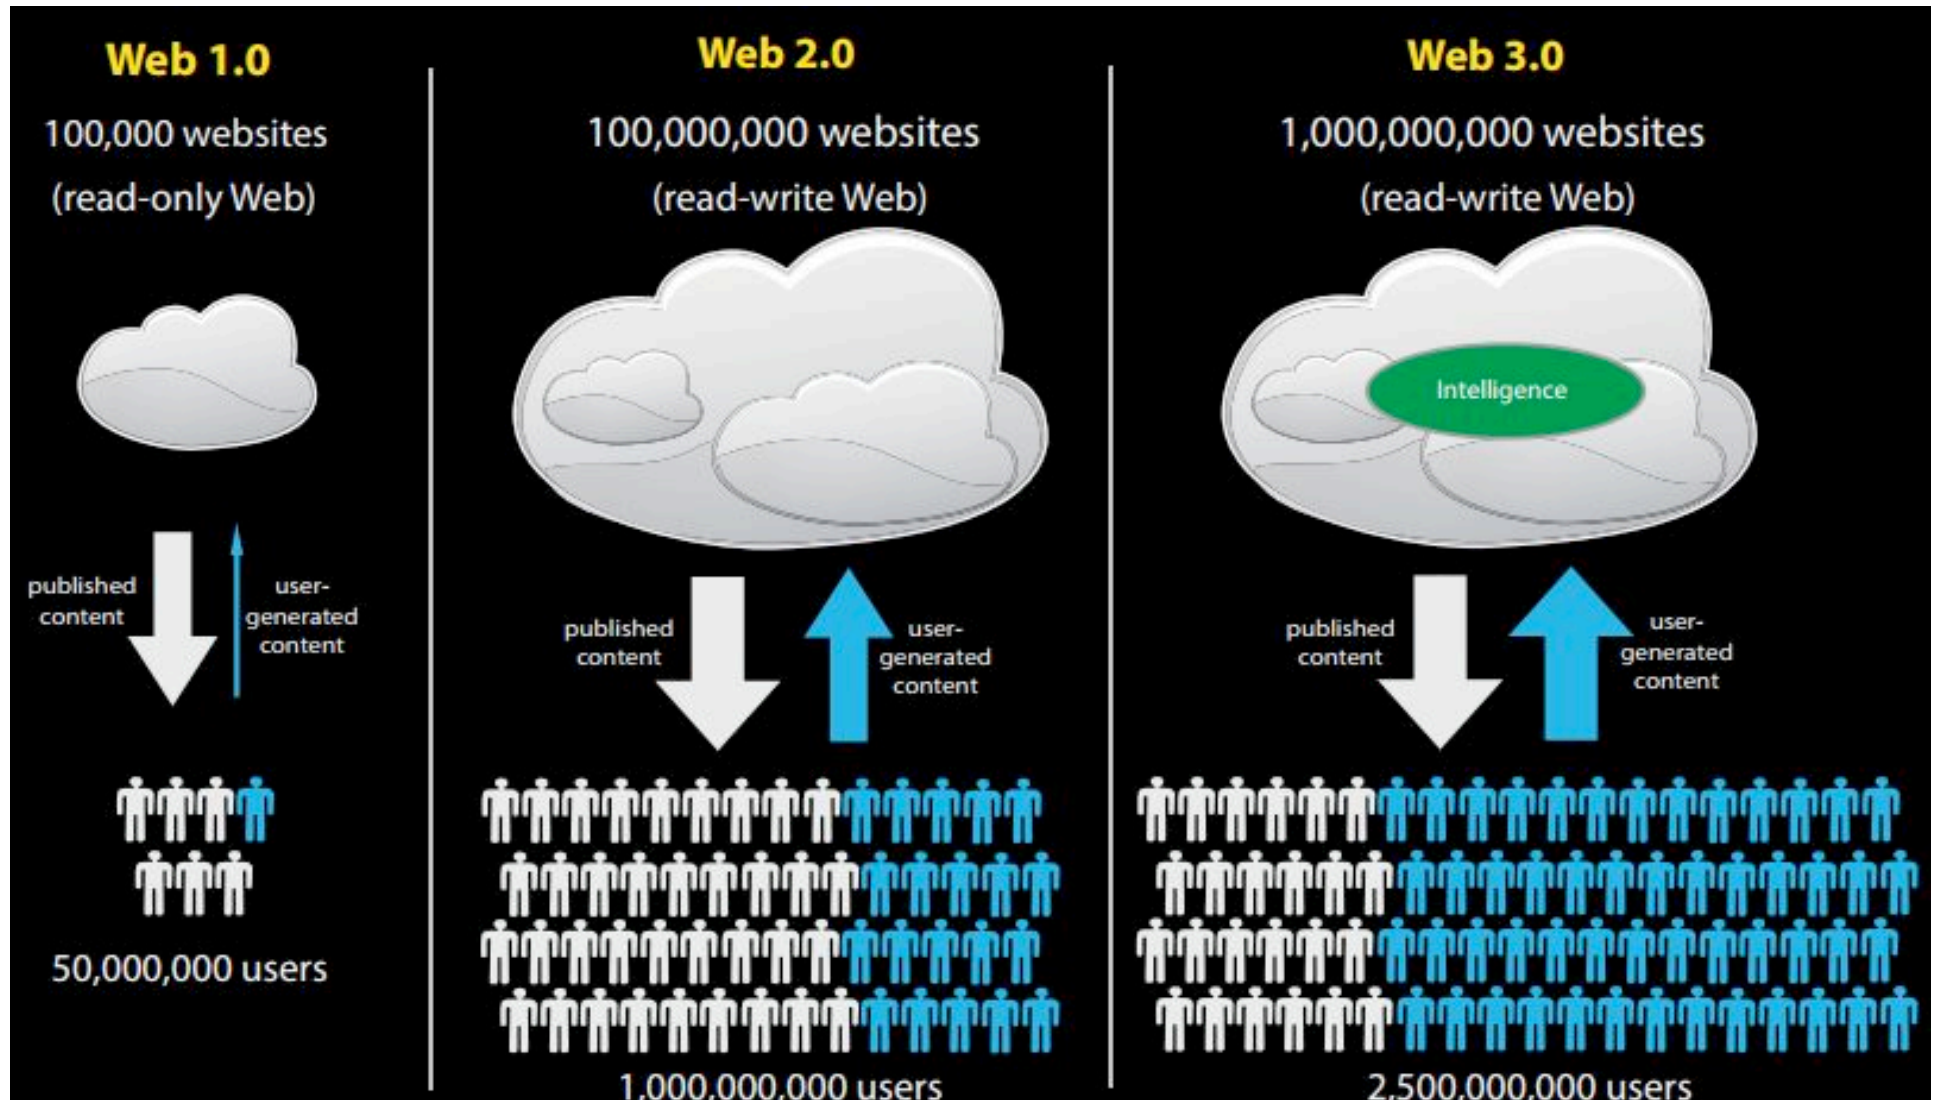 Web 1.0
100,000 websites
(read-only Web)
published
content
user-
generated
content
50,000,000 users
Web 2.0
100,000,000 websites
(read-write Web)
published
content
user-
generated
content
1,000,000,000 users
Web 3.0
1,000,000,000 websites
(read-write Web)
Intelligence
published
content
user-
generated
content
2,500,000,000 users